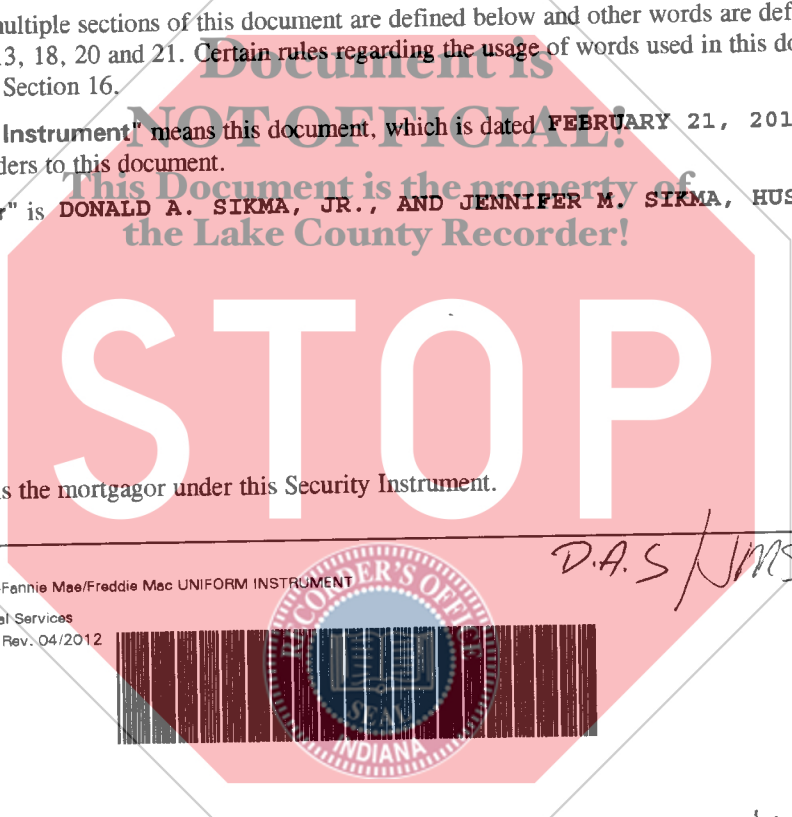 ultiple sections of this document are defined below and other words are def
3, 18, 20 and 21. Certain rules regarding the usage of words used in this do
Section 16.
Document is
NOT OFFICIAL!
Instrument" means this document, which is dated FEBRUARY 21, 201
ders to this document.
This Document is the property of
r" is DONALD A. SIKMA, JR., AND JENNIFER M. SIKMA, HUS
the Lake County Recorder!
STOP
s the mortgagor under this Security Instrument.
D.A.S/JMS
-Fannie Mae/Freddie Mac UNIFORM INSTRUMENT
al Services
Rev. 04/2012
RECORDER'S OFFICE
SEAL
INDIANA